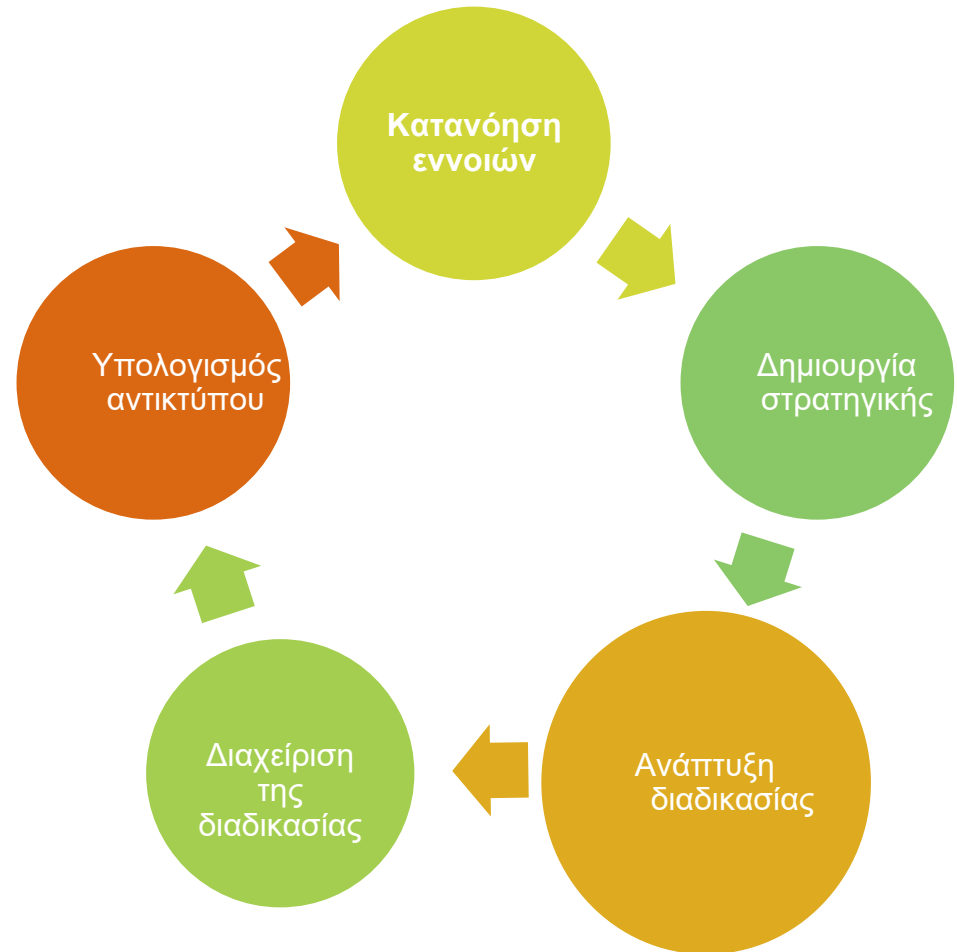 Κατανόηση
εννοιών
Δημιουργία
στρατηγικής
Ανάπτυξη
διαδικασίας
Διαχείριση
της
διαδικασίας
Υπολογισμός
αντικτύπου